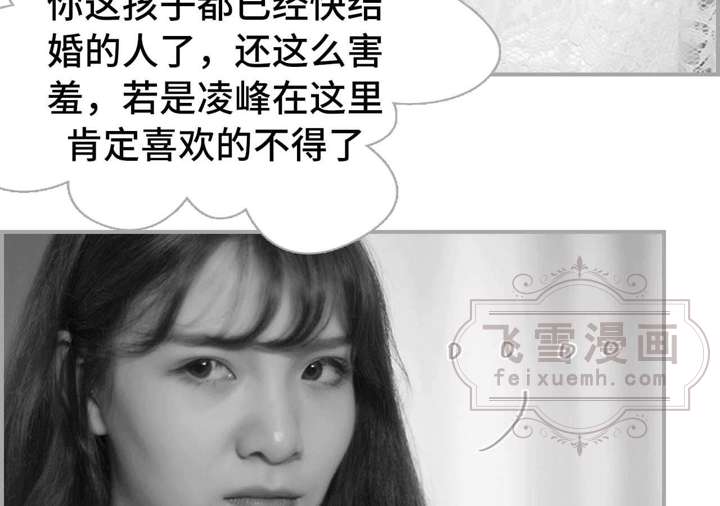 你这孩子都已经快结
婚的人了，还这么害
羞，若是凌峰在这里
肯定喜欢的不得了
飞雪漫画
DODO
feixuemh.com